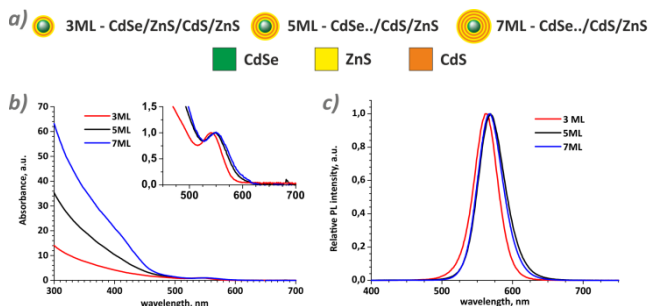 a) 3ML - CdSe/ZnS/CdS/ZnS 5ML - CdSe../CdS/ZnS 7ML - CdSe../CdS/ZnS
CdSe ZnS CdS
b)
Absorbance, a.u.
70
60
50
40
30
20
10
0
300 400 500 600 700
wavelength, nm
3ML
5ML
7ML
1,5
1,0
0,5
0,0
500 600 700
c)
Relative PL intensity, a.u.
1,0
0,8
0,6
0,4
0,2
0,0
400 500 600 700
wavelength, nm
3 ML
5ML
7ML